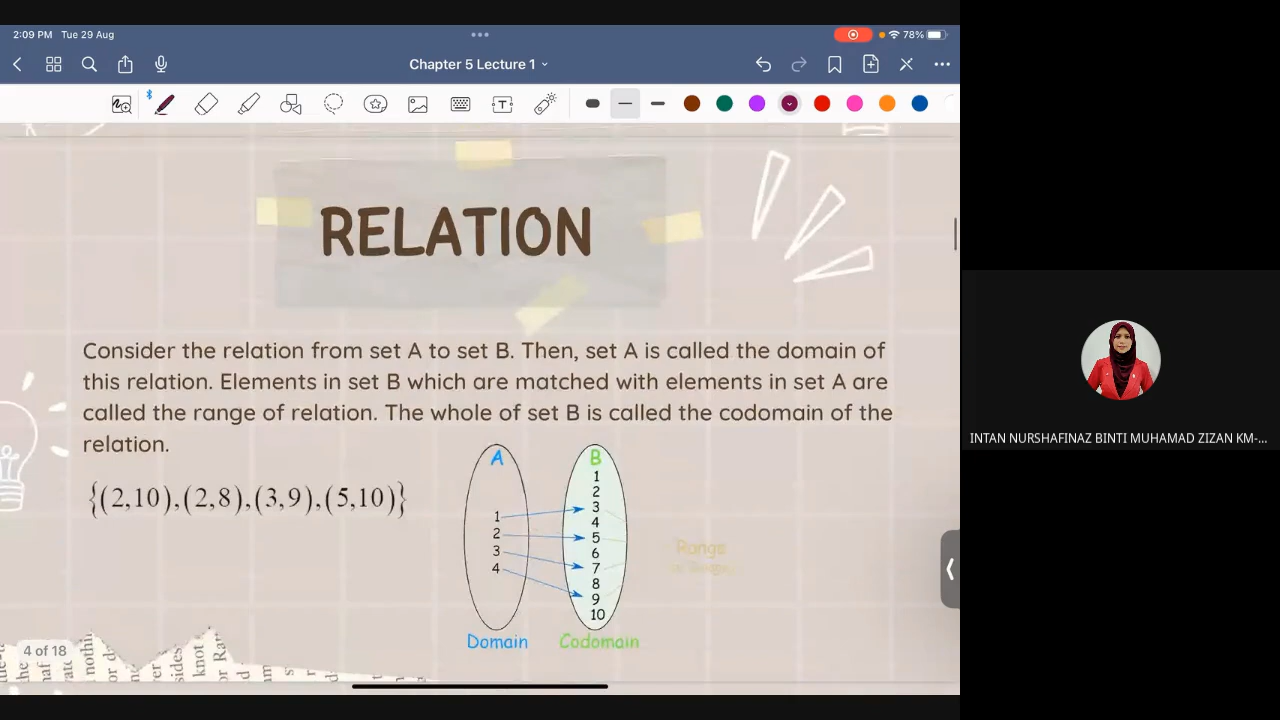 2:09 PM Tue 29 Aug
78%
Chapter 5 Lecture 1
T
RELATION
Consider the relation from set A to set B. Then, set A is called the domain of
this relation. Elements in set B which are matched with elements in set A are
called the range of relation. The whole of set B is called the codomain of the
relation.
{(2,10),(2,8),(3,9),(5,10)}
A
1
2
3
4
Domain
B
1
2
3
4
5
6
7
8
9
10
Codomain
Range
4 of 18
INTAN NURSHAFINAZ BINTI MUHAMAD ZIZAN KM-...